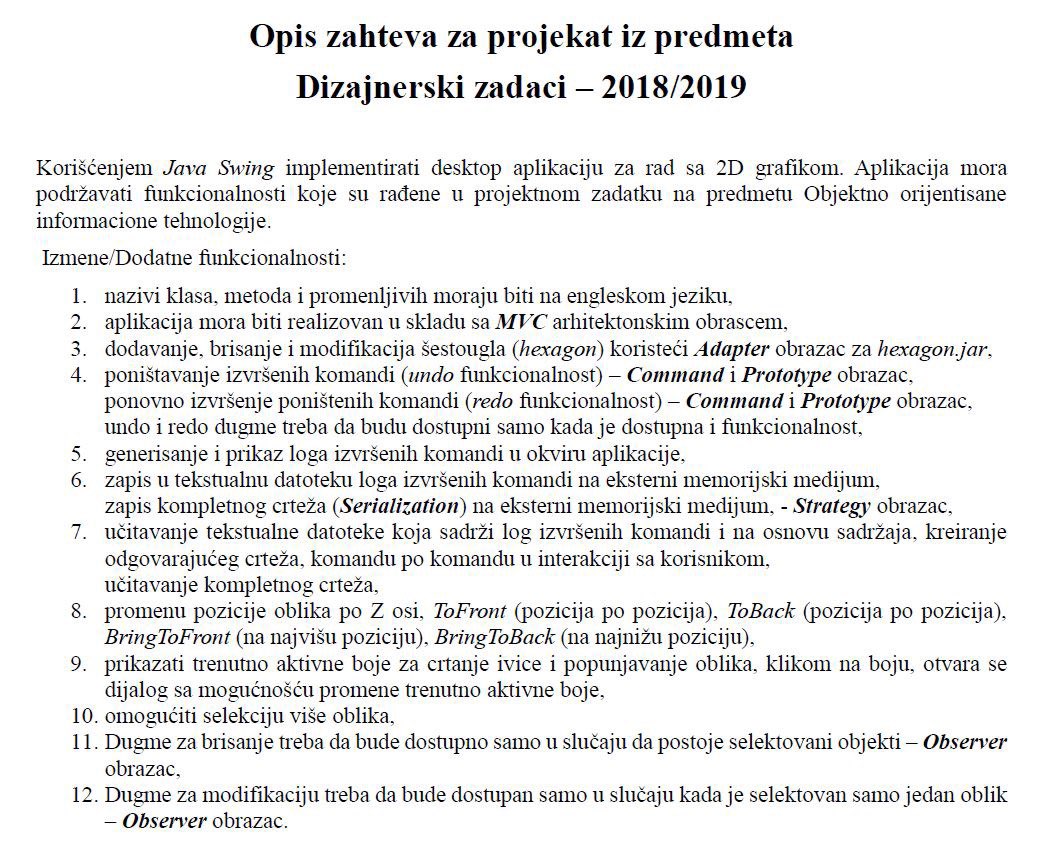 Opis zahteva za projekat iz predmeta
Dizajnerski zadaci – 2018/2019
Korišćenjem Java Swing implementirati desktop aplikaciju za rad sa 2D grafikom. Aplikacija mora
podržavati funkcionalnosti koje su rađene u projektnom zadatku na predmetu Objektno orijentisane
informacione tehnologije.
Izmene/Dodatne funkcionalnosti:
1. nazivi klasa, metoda i promenljivih moraju biti na engleskom jeziku,
2. aplikacija mora biti realizovan u skladu sa MVC arhitektonskim obrascem,
3. dodavanje, brisanje i modifikacija šestougla (hexagon) koristeći Adapter obrazac za hexagon.jar,
4. poništavanje izvršenih komandi (undo funkcionalnost) – Command i Prototype obrazac,
ponovno izvršenje poništenih komandi (redo funkcionalnost) – Command i Prototype obrazac,
undo i redo dugme treba da budu dostupni samo kada je dostupna i funkcionalnost,
5. generisanje i prikaz loga izvršenih komandi u okviru aplikacije,
6. zapis u tekstualnu datoteku loga izvršenih komandi na eksterni memorijski medijum,
zapis kompletnog crteža (Serialization) na eksterni memorijski medijum, - Strategy obrazac,
7. učitavanje tekstualne datoteke koja sadrži log izvršenih komandi i na osnovu sadržaja, kreiranje
odgovarajućeg crteža, komandu po komandu u interakciji sa korisnikom,
učitavanje kompletnog crteža,
8. promenu pozicije oblika po Z osi, ToFront (pozicija po pozicija), ToBack (pozicija po pozicija),
BringToFront (na najvišu poziciju), BringToBack (na najnižu poziciju),
9. prikazati trenutno aktivne boje za crtanje ivice i popunjavanje oblika, klikom na boju, otvara se
dijalog sa mogućnošću promene trenutno aktivne boje,
10. omogućiti selekciju više oblika,
11. Dugme za brisanje treba da bude dostupno samo u slučaju da postoje selektovani objekti – Observer
obrazac,
12. Dugme za modifikaciju treba da bude dostupan samo u slučaju kada je selektovan samo jedan oblik
– Observer obrazac.